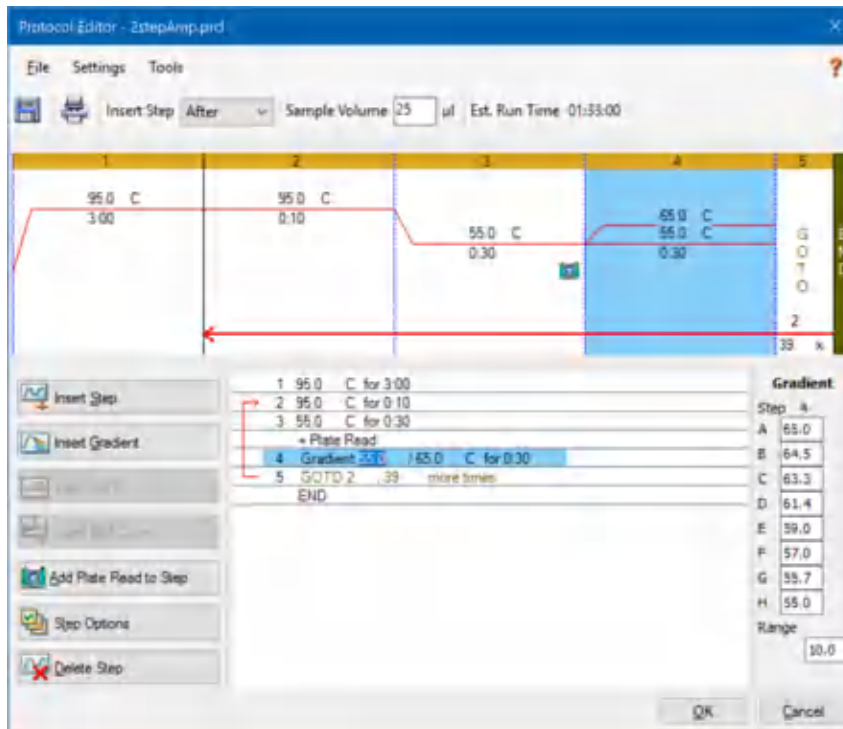 Protocol Editor - 2stepAmp.prd
File Settings Tools
?
Insert Step After Sample Volume 25 µl Est. Run Time 01:33:00
1 2 3 4 5
95.0 C
3:00
95.0 C
0:10
55.0 C
0:30
65.0 C
55.0 C
0:30
G
O
T
O
2
39 x
Insert Step
Insert Gradient
Add Plate Read to Step
Step Options
Delete Step
1 95.0 C for 3:00
2 95.0 C for 0:10
3 55.0 C for 0:30
+ Plate Read
4 Gradient / 65.0 C for 0:30
5 GOTO 2 , 39 more times
END
Gradient
Step 4
A 65.0
B 64.5
C 63.3
D 61.4
E 59.0
F 57.0
G 55.7
H 55.0
Range
10.0
OK Cancel